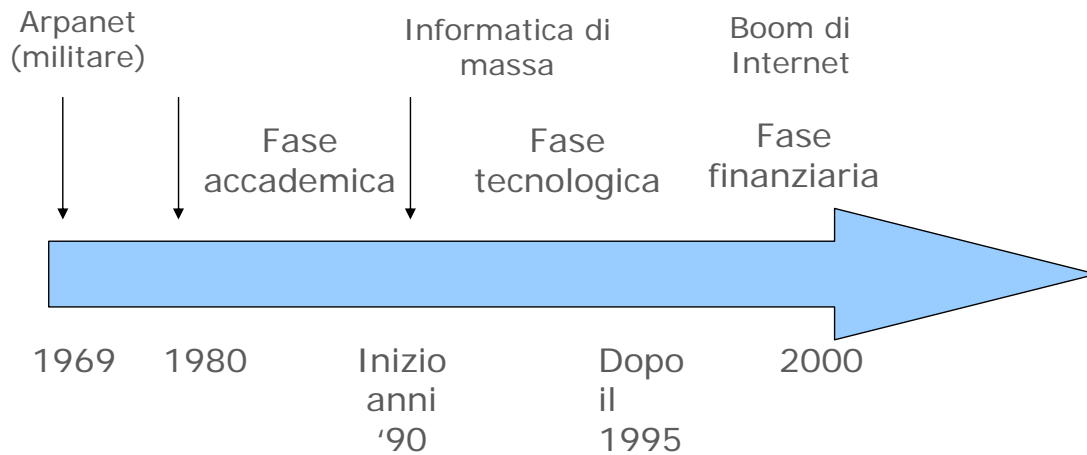 Arpanet
(militare)
Informatica di
massa
Boom di
Internet
Fase
accademica
Fase
tecnologica
Fase
finanziaria
1969
1980
Inizio
anni
‘90
Dopo
il
1995
2000